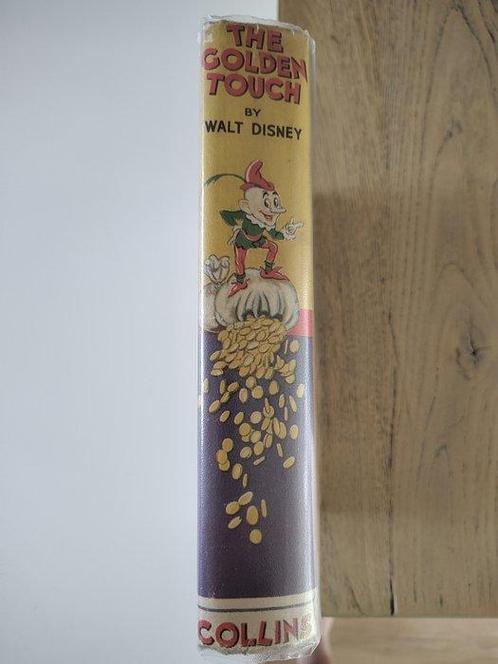 THE
GOLDEN
TOUCH
BY
WALT DISNEY
COLLINS